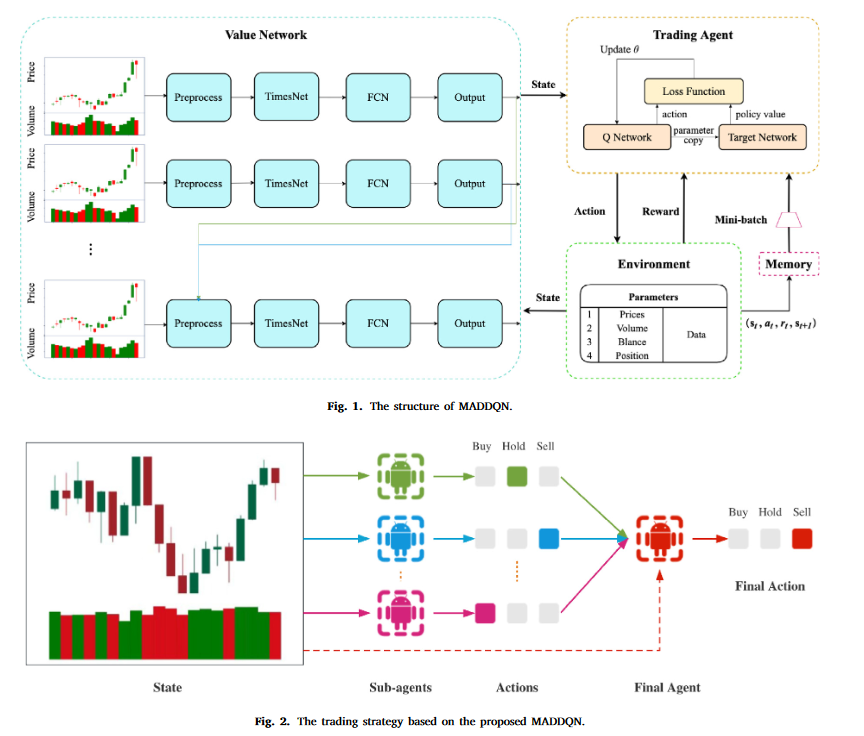 Value Network
Price
Volume
Preprocess
TimesNet
FCN
Output
Price
Volume
Preprocess
TimesNet
FCN
Output
Price
Volume
Preprocess
TimesNet
FCN
Output
State
Trading Agent
Update θ
Loss Function
action
policy value
Q Network
parameter
copy
Target Network
Action
Reward
Mini-batch
Memory
State
Environment
Parameters
1 Prices
2 Volume
3 Blance
4 Position
Data
(s_t, a_t, r_t, s_{t+1})
Fig. 1. The structure of MADDQN.
Buy Hold Sell
Buy Hold Sell
Final Action
State
Sub-agents
Actions
Final Agent
Fig. 2. The trading strategy based on the proposed MADDQN.